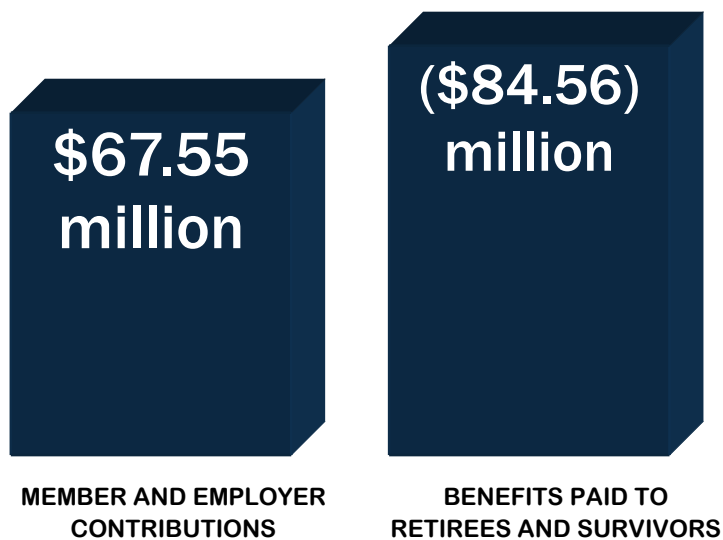 $67.55
million
($84.56)
million
MEMBER AND EMPLOYER
CONTRIBUTIONS
BENEFITS PAID TO
RETIREES AND SURVIVORS